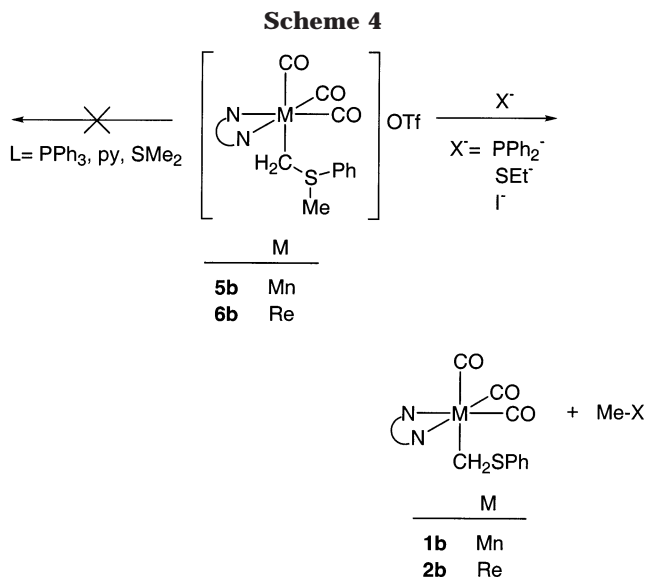 Scheme 4
CO
CO
N
M
CO
N
OTf
X⁻
L= PPh₃, py, SMe₂
H₂C
S
Ph
Me
X⁻= PPh₂⁻
SEt⁻
I⁻
M
5b Mn
6b Re
CO
CO
N
M
CO
N
+ Me-X
CH₂SPh
M
1b Mn
2b Re